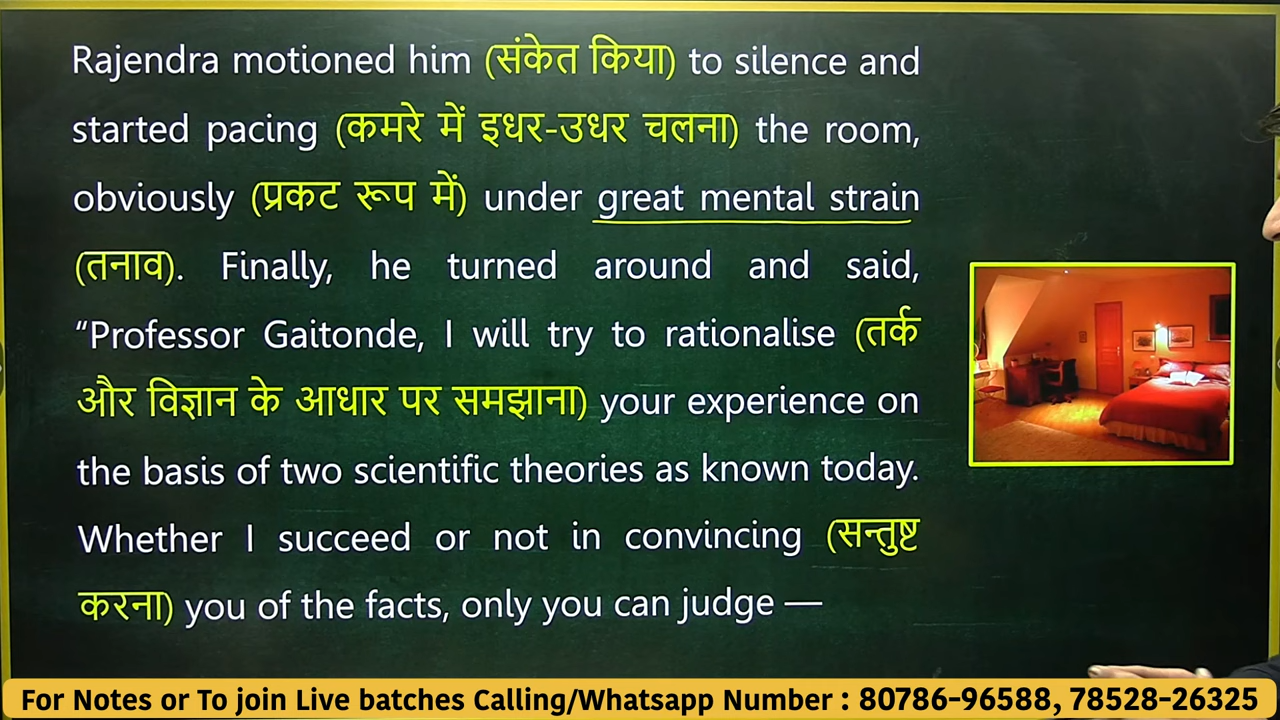 Rajendra motioned him (संकेत किया) to silence and
started pacing (कमरे में इधर-उधर चलना) the room,
obviously (प्रकट रूप में) under great mental strain
(तनाव). Finally, he turned around and said,
“Professor Gaitonde, I will try to rationalise (तर्क
और विज्ञान के आधार पर समझाना) your experience on
the basis of two scientific theories as known today.
Whether I succeed or not in convincing (सन्तुष्ट
करना) you of the facts, only you can judge —
For Notes or To join Live batches Calling/Whatsapp Number : 80786-96588, 78528-26325